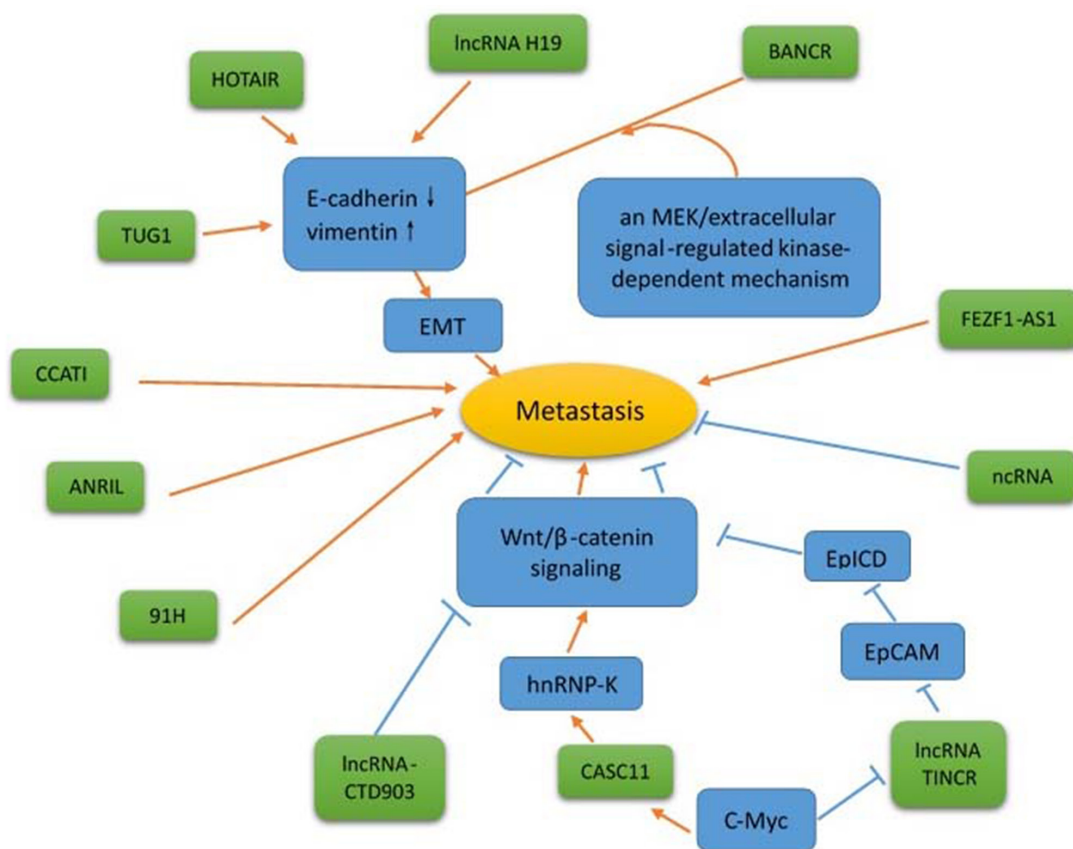 lncRNA H19
BANCR
HOTAIR
E-cadherin ↓
vimentin ↑
an MEK/extracellular
signal-regulated kinase-
dependent mechanism
TUG1
FEZF1-AS1
EMT
CCATI
Metastasis
ANRIL
ncRNA
Wnt/β-catenin
signaling
EpICD
91H
EpCAM
hnRNP-K
lncRNA-
CTD903
CASC11
lncRNA
TINCR
C-Myc